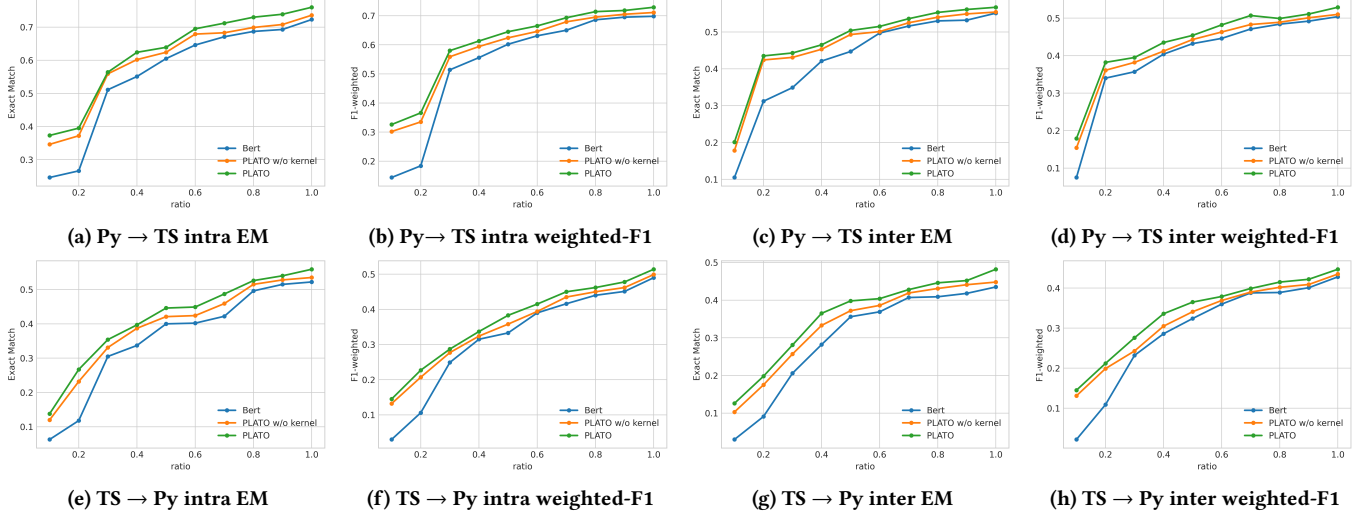 0.7
0.6
0.5
0.4
0.3
Exact Match
0.2
0.4
0.6
0.8
1.0
ratio
Bert
PLATO w/o kernel
PLATO
(a) Py → TS intra EM
0.7
0.6
0.5
0.4
0.3
0.2
F1-weighted
0.2
0.4
0.6
0.8
1.0
ratio
Bert
PLATO w/o kernel
PLATO
(b) Py→ TS intra weighted-F1
0.5
0.4
0.3
0.2
0.1
Exact Match
0.2
0.4
0.6
0.8
1.0
ratio
Bert
PLATO w/o kernel
PLATO
(c) Py → TS inter EM
0.5
0.4
0.3
0.2
0.1
F1-weighted
0.2
0.4
0.6
0.8
1.0
ratio
Bert
PLATO w/o kernel
PLATO
(d) Py → TS inter weighted-F1
0.5
0.4
0.3
0.2
0.1
Exact Match
0.2
0.4
0.6
0.8
1.0
ratio
Bert
PLATO w/o kernel
PLATO
(e) TS → Py intra EM
0.5
0.4
0.3
0.2
0.1
F1-weighted
0.2
0.4
0.6
0.8
1.0
ratio
Bert
PLATO w/o kernel
PLATO
(f) TS → Py intra weighted-F1
0.5
0.4
0.3
0.2
0.1
Exact Match
0.2
0.4
0.6
0.8
1.0
ratio
Bert
PLATO w/o kernel
PLATO
(g) TS → Py inter EM
0.4
0.3
0.2
0.1
F1-weighted
0.2
0.4
0.6
0.8
1.0
ratio
Bert
PLATO w/o kernel
PLATO
(h) TS → Py inter weighted-F1